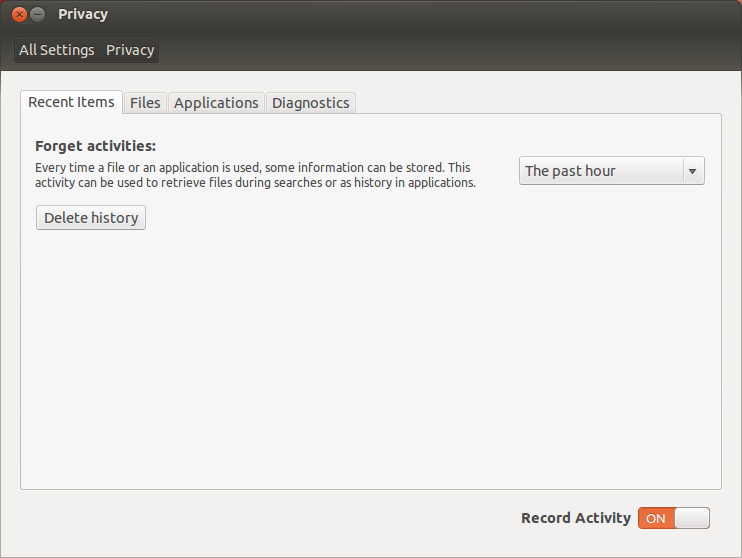 Privacy
All Settings Privacy
Recent Items Files Applications Diagnostics
Forget activities:
Every time a file or an application is used, some information can be stored. This
activity can be used to retrieve files during searches or as history in applications.
The past hour
Delete history
Record Activity ON